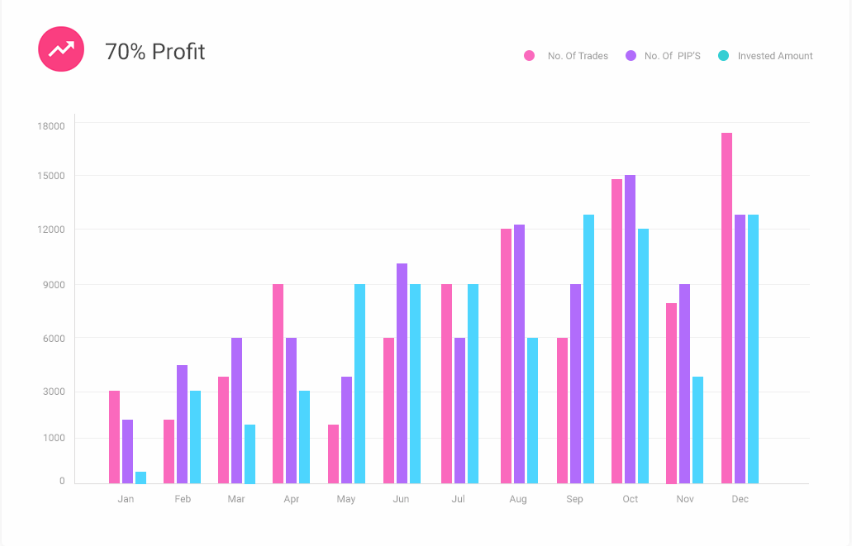 70% Profit
No. Of Trades No. Of PIP'S Invested Amount
18000
15000
12000
9000
6000
3000
1000
0
Jan Feb Mar Apr May Jun Jul Aug Sep Oct Nov Dec